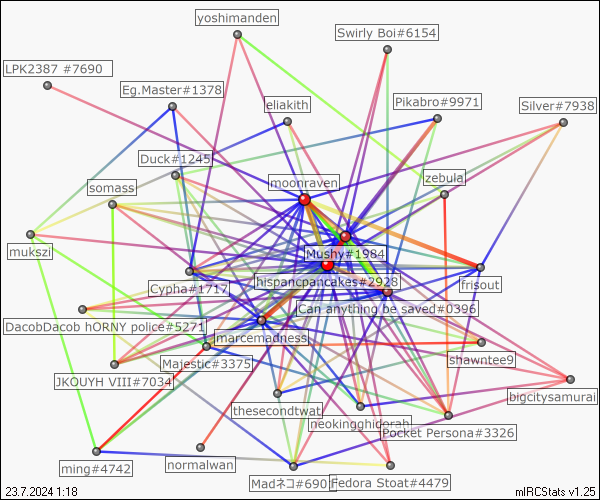 yoshimanden
Swirly Boi#6154
LPK2387 #7690
Eg.Master#1378
eliakith
Pikabro#9971
Silver#7938
Duck#1245
moonraven
zebula
somass
mukszi
Mushy#1984
Cypha#1717
hispancpancakes#2928
frisout
Can anything be saved#0396
DacobDacob hORNY police#5271
marcemadness
Majestic#3375
shawntee9
JKOUYH VIII#7034
bigcitysamurai
thesecondtwat
neokingghidorah
Pocket Persona#3326
ming#4742
normalwan
Madネコ#690
Fedora Stoat#4479
23.7.2024 1:18
mIRCStats v1.25